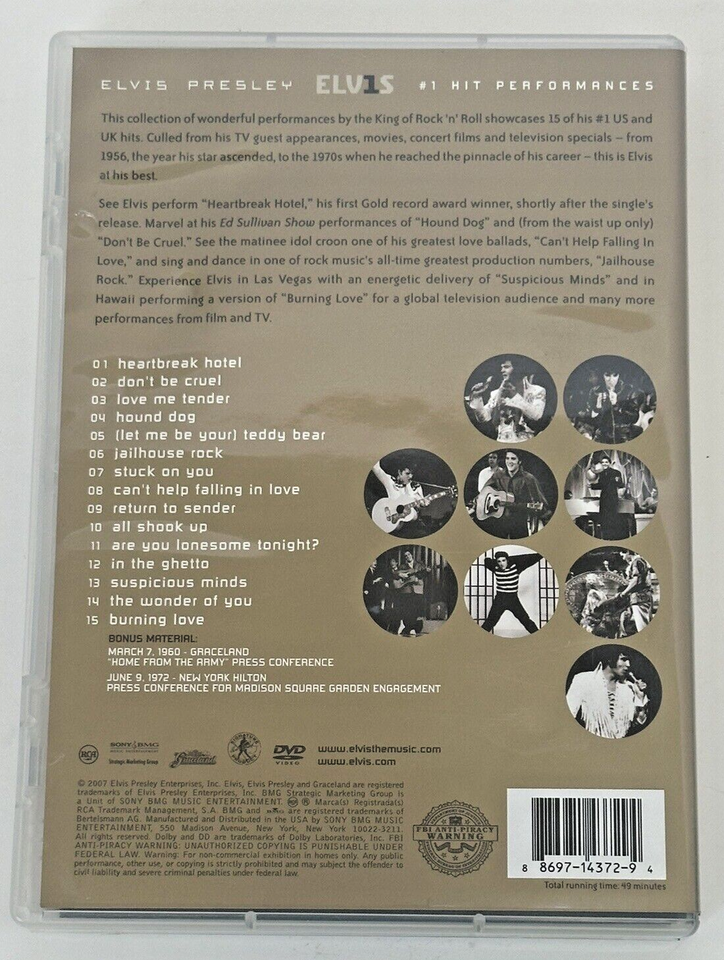 ELVIS PRESLEY ELV1S #1 HIT PERFORMANCES
This collection of wonderful performances by the King of Rock 'n' Roll showcases 15 of his #1 US and
UK hits. Culled from his TV guest appearances, movies, concert films and television specials – from
1956, the year his star ascended, to the 1970s when he reached the pinnacle of his career – this is Elvis
at his best.
See Elvis perform "Heartbreak Hotel," his first Gold record award winner, shortly after the single's
release. Marvel at his Ed Sullivan Show performances of "Hound Dog" and (from the waist up only)
"Don't Be Cruel." See the matinee idol croon one of his greatest love ballads, "Can't Help Falling In
Love," and sing and dance in one of rock music's all-time greatest production numbers, "Jailhouse
Rock." Experience Elvis in Las Vegas with an energetic delivery of "Suspicious Minds" and in
Hawaii performing a version of "Burning Love" for a global television audience and many more
performances from film and TV.
01 heartbreak hotel
02 don't be cruel
03 love me tender
04 hound dog
05 (let me be your) teddy bear
06 jailhouse rock
07 stuck on you
08 can't help falling in love
09 return to sender
10 all shook up
11 are you lonesome tonight?
12 in the ghetto
13 suspicious minds
14 the wonder of you
15 burning love
BONUS MATERIAL:
MARCH 7, 1960 - GRACELAND
"HOME FROM THE ARMY" PRESS CONFERENCE
JUNE 9, 1972 - NEW YORK HILTON
PRESS CONFERENCE FOR MADISON SQUARE GARDEN ENGAGEMENT
RCA
SONY BMG
MUSIC ENTERTAINMENT
Strategic Marketing Group
Graceland
DVD
VIDEO
www.elvisthemusic.com
www.elvis.com
© 2007 Elvis Presley Enterprises, Inc. Elvis, Elvis Presley and Graceland are registered
trademarks of Elvis Presley Enterprises, Inc. BMG Strategic Marketing Group is
a Unit of SONY BMG MUSIC ENTERTAINMENT. ® Marca(s) Registrada(s)
RCA Trademark Management, S.A. BMG and are registered trademarks of
Bertelsmann AG. Manufactured and Distributed in the USA by SONY BMG MUSIC
ENTERTAINMENT, 550 Madison Avenue, New York, New York 10022-3211.
All rights reserved. Dolby and DD are trademarks of Dolby Laboratories, Inc. FBI
ANTI-PIRACY WARNING: UNAUTHORIZED COPYING IS PUNISHABLE UNDER
FEDERAL LAW. Warning: For non-commercial exhibition in homes only. Any public
performance, other use, or copying is strictly prohibited and may subject the offender to
civil liability and severe criminal penalties under federal law.
FBI ANTI-PIRACY
WARNING
8 8697-14372-9 4
Total running time: 49 minutes